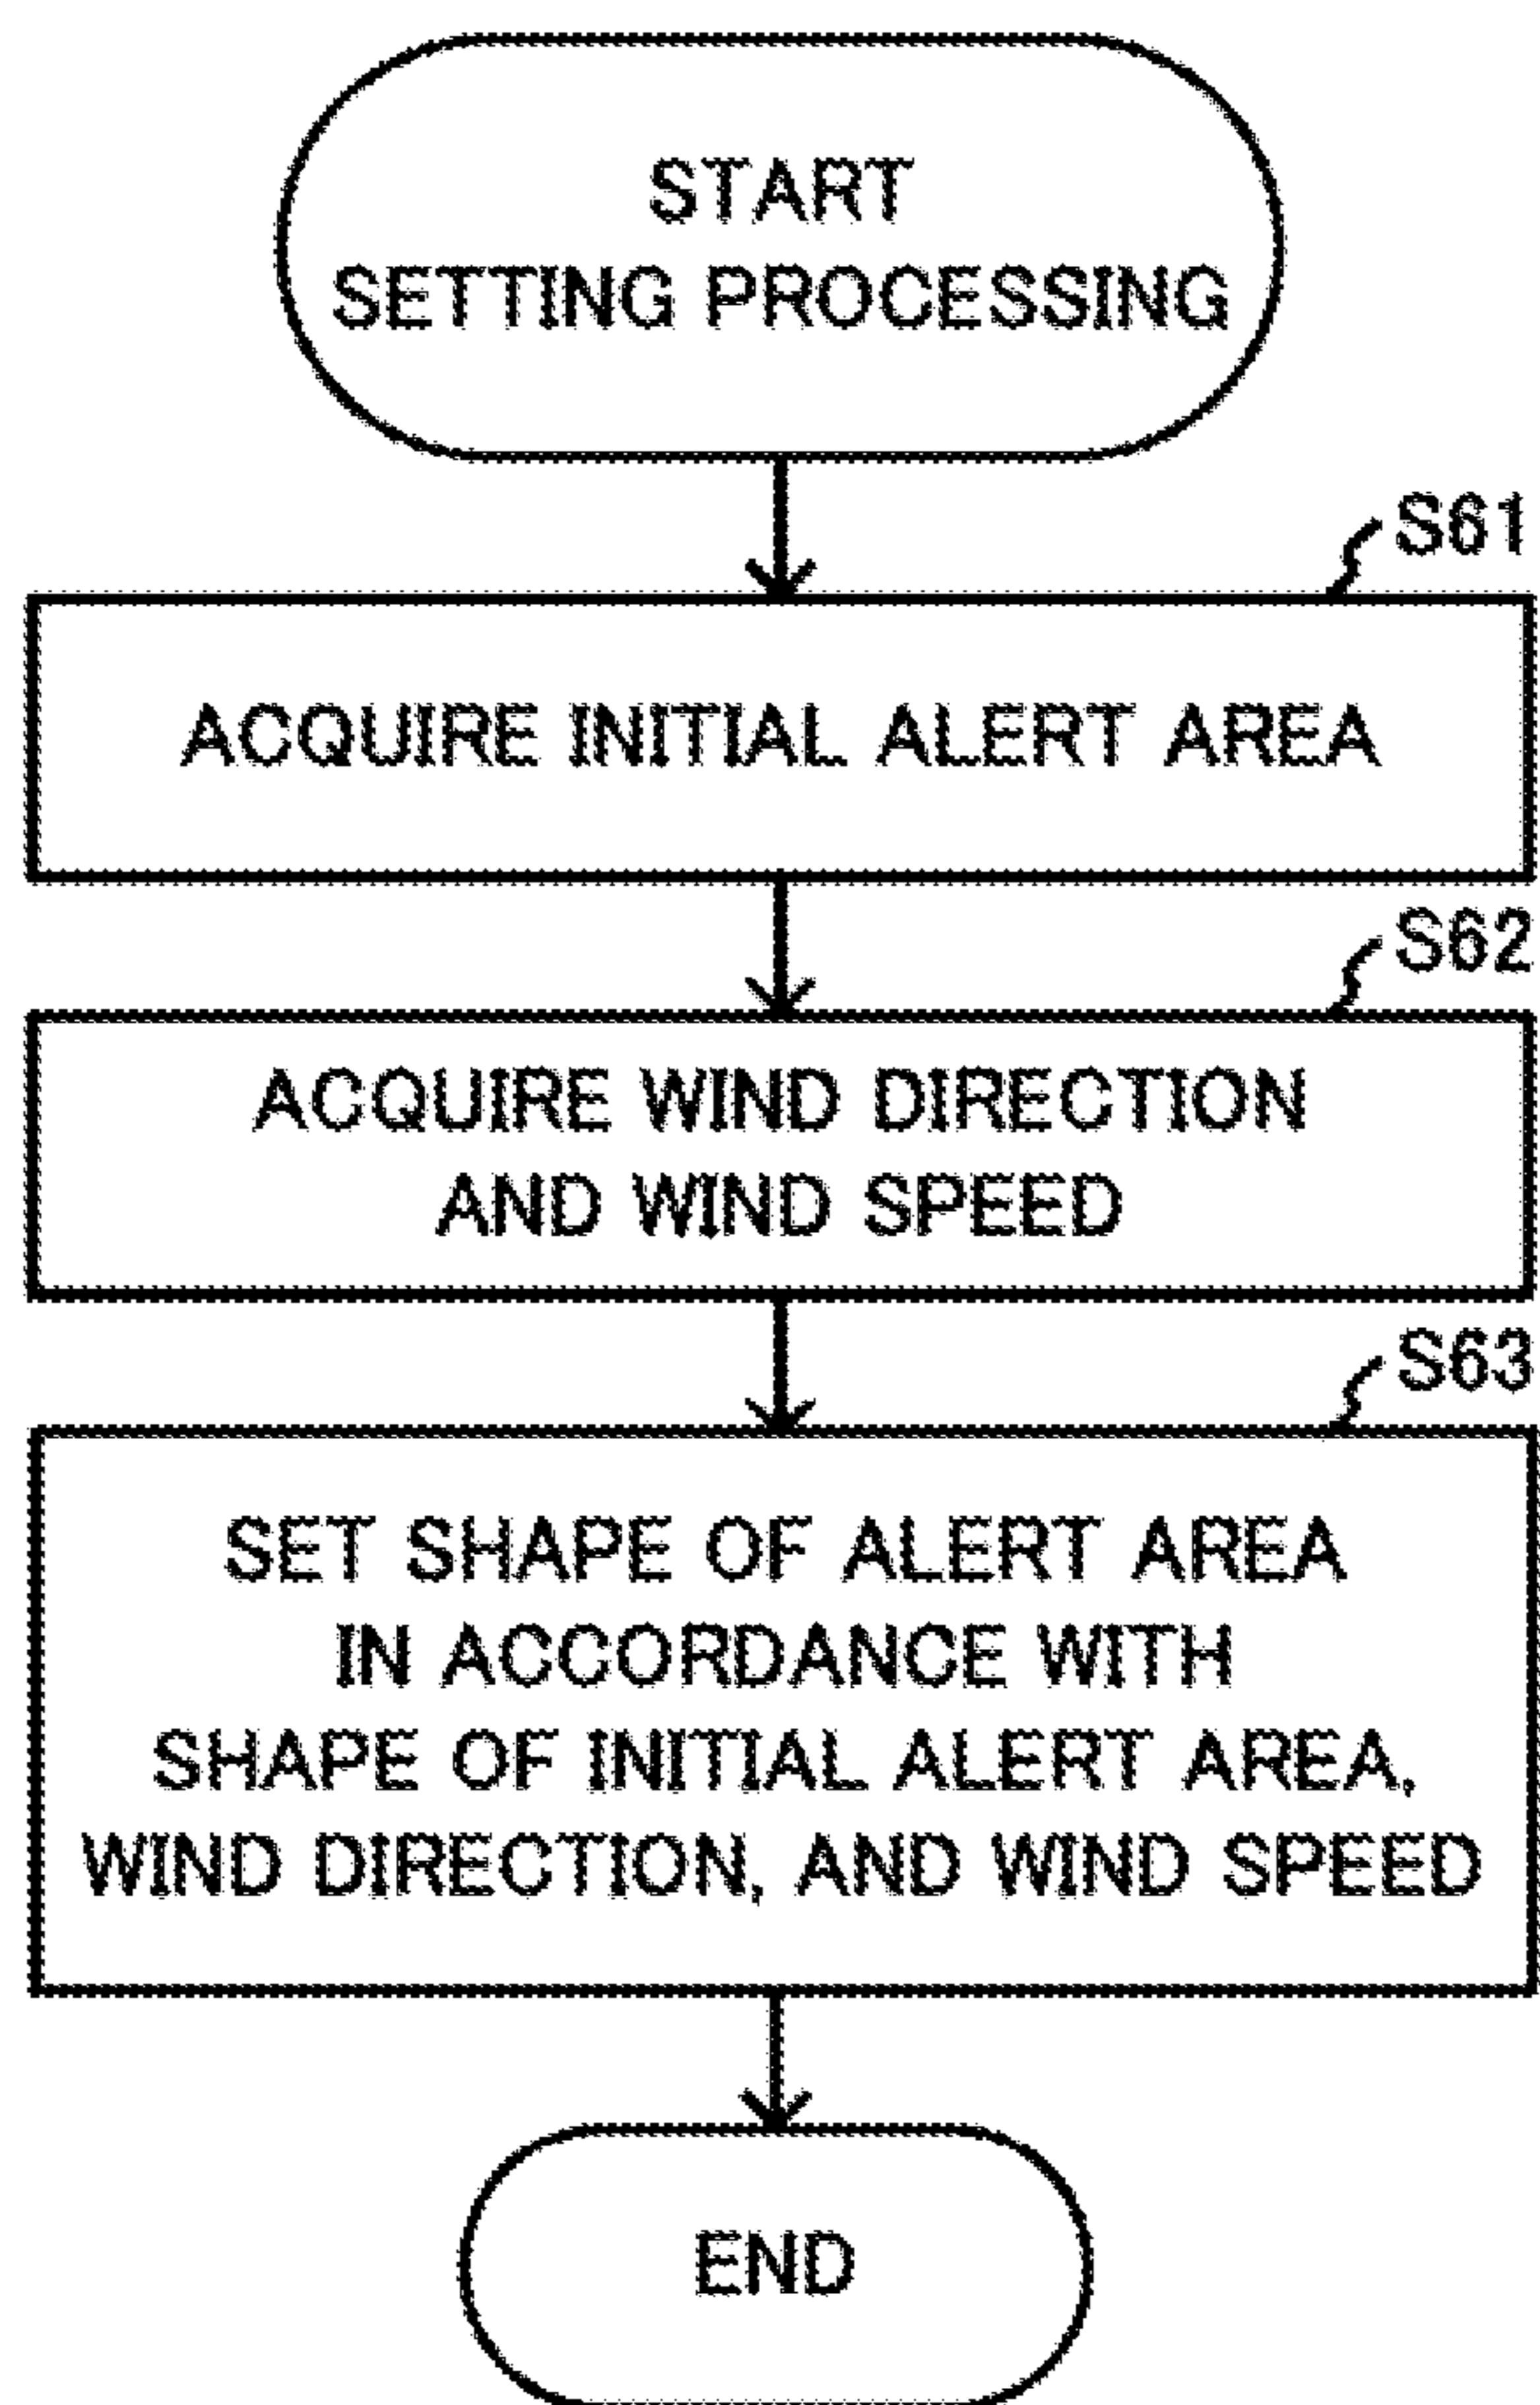 START
SETTING PROCESSING
S61
ACQUIRE INITIAL ALERT AREA
S62
ACQUIRE WIND DIRECTION
AND WIND SPEED
S63
SET SHAPE OF ALERT AREA
IN ACCORDANCE WITH
SHAPE OF INITIAL ALERT AREA,
WIND DIRECTION, AND WIND SPEED
END